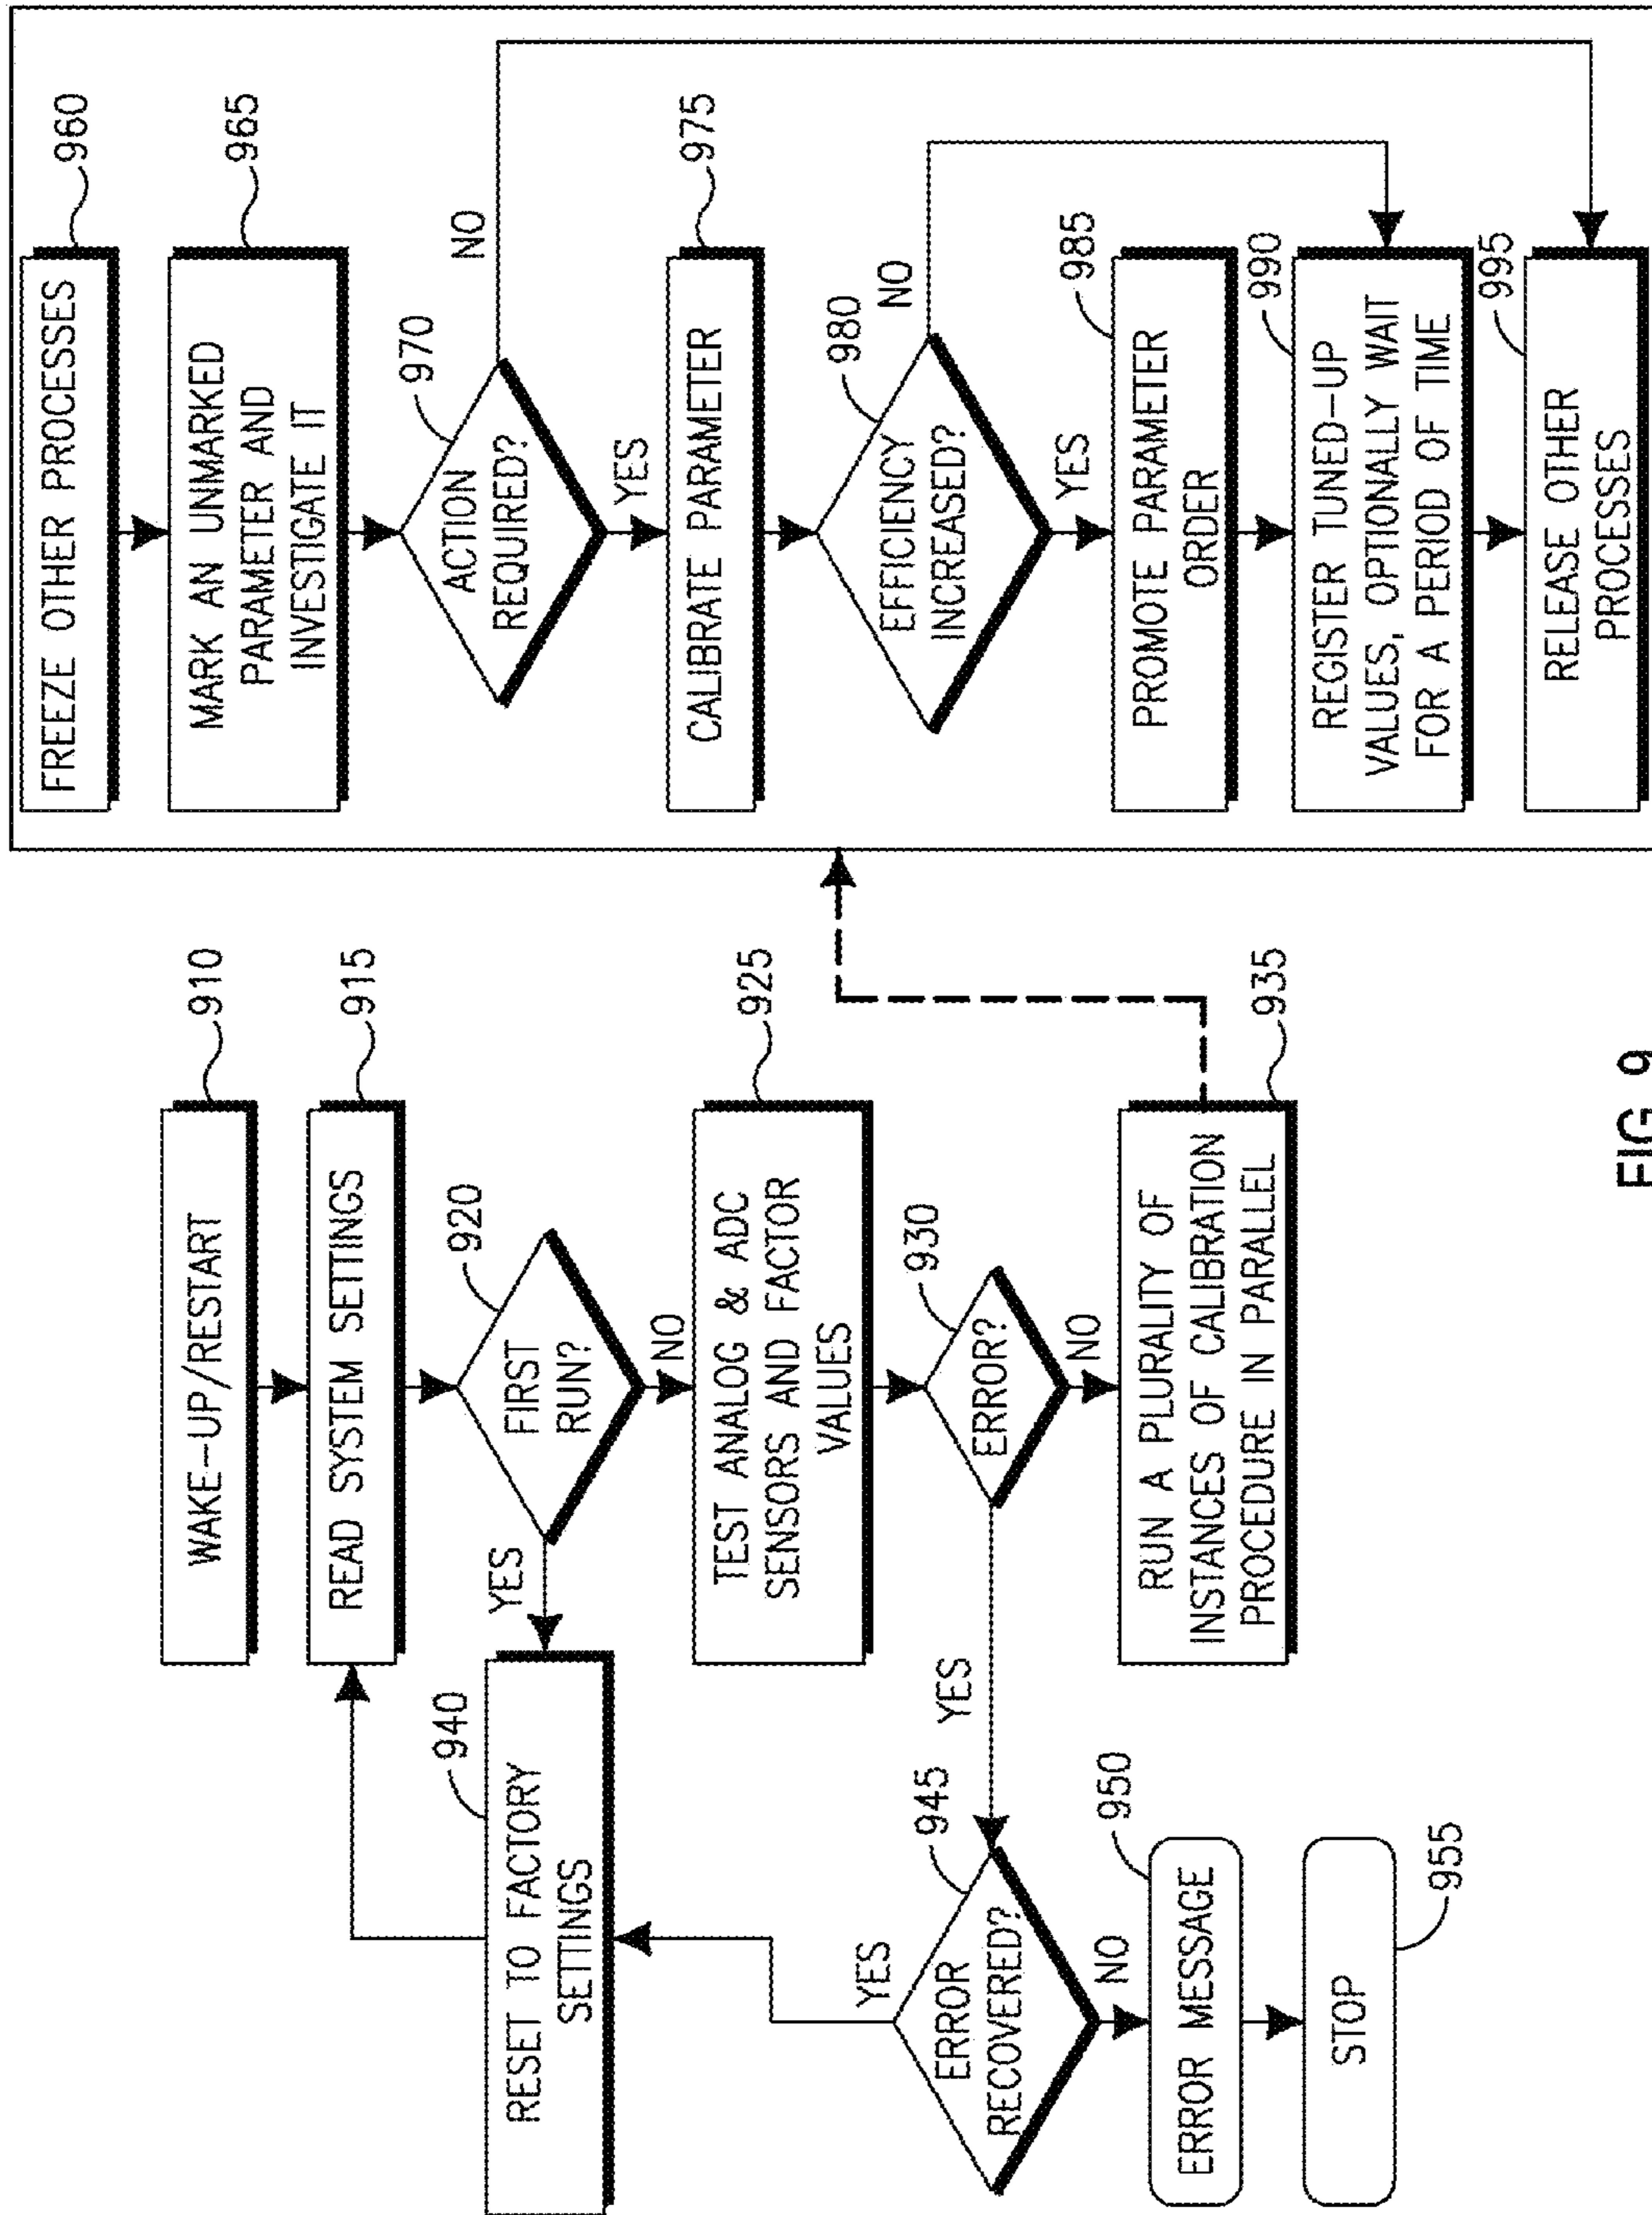 WAKE-UP/RESTART
910
READ SYSTEM SETTINGS
915
FIRST
RUN?
920
YES
NO
RESET TO FACTORY
SETTINGS
940
TEST ANALOG & ADC
SENSORS AND FACTOR
VALUES
925
ERROR?
930
YES
NO
ERROR
RECOVERED?
945
YES
NO
RUN A PLURALITY OF
INSTANCES OF CALIBRATION
PROCEDURE IN PARALLEL
935
ERROR MESSAGE
950
STOP
955
FREEZE OTHER PROCESSES
960
MARK AN UNMARKED
PARAMETER AND
INVESTIGATE IT
965
ACTION
REQUIRED?
970
NO
YES
CALIBRATE PARAMETER
975
EFFICIENCY
INCREASED?
980
NO
YES
PROMOTE PARAMETER
ORDER
985
REGISTER TUNED-UP
VALUES, OPTIONALLY WAIT
FOR A PERIOD OF TIME
990
RELEASE OTHER
PROCESSES
995
FIG. 9